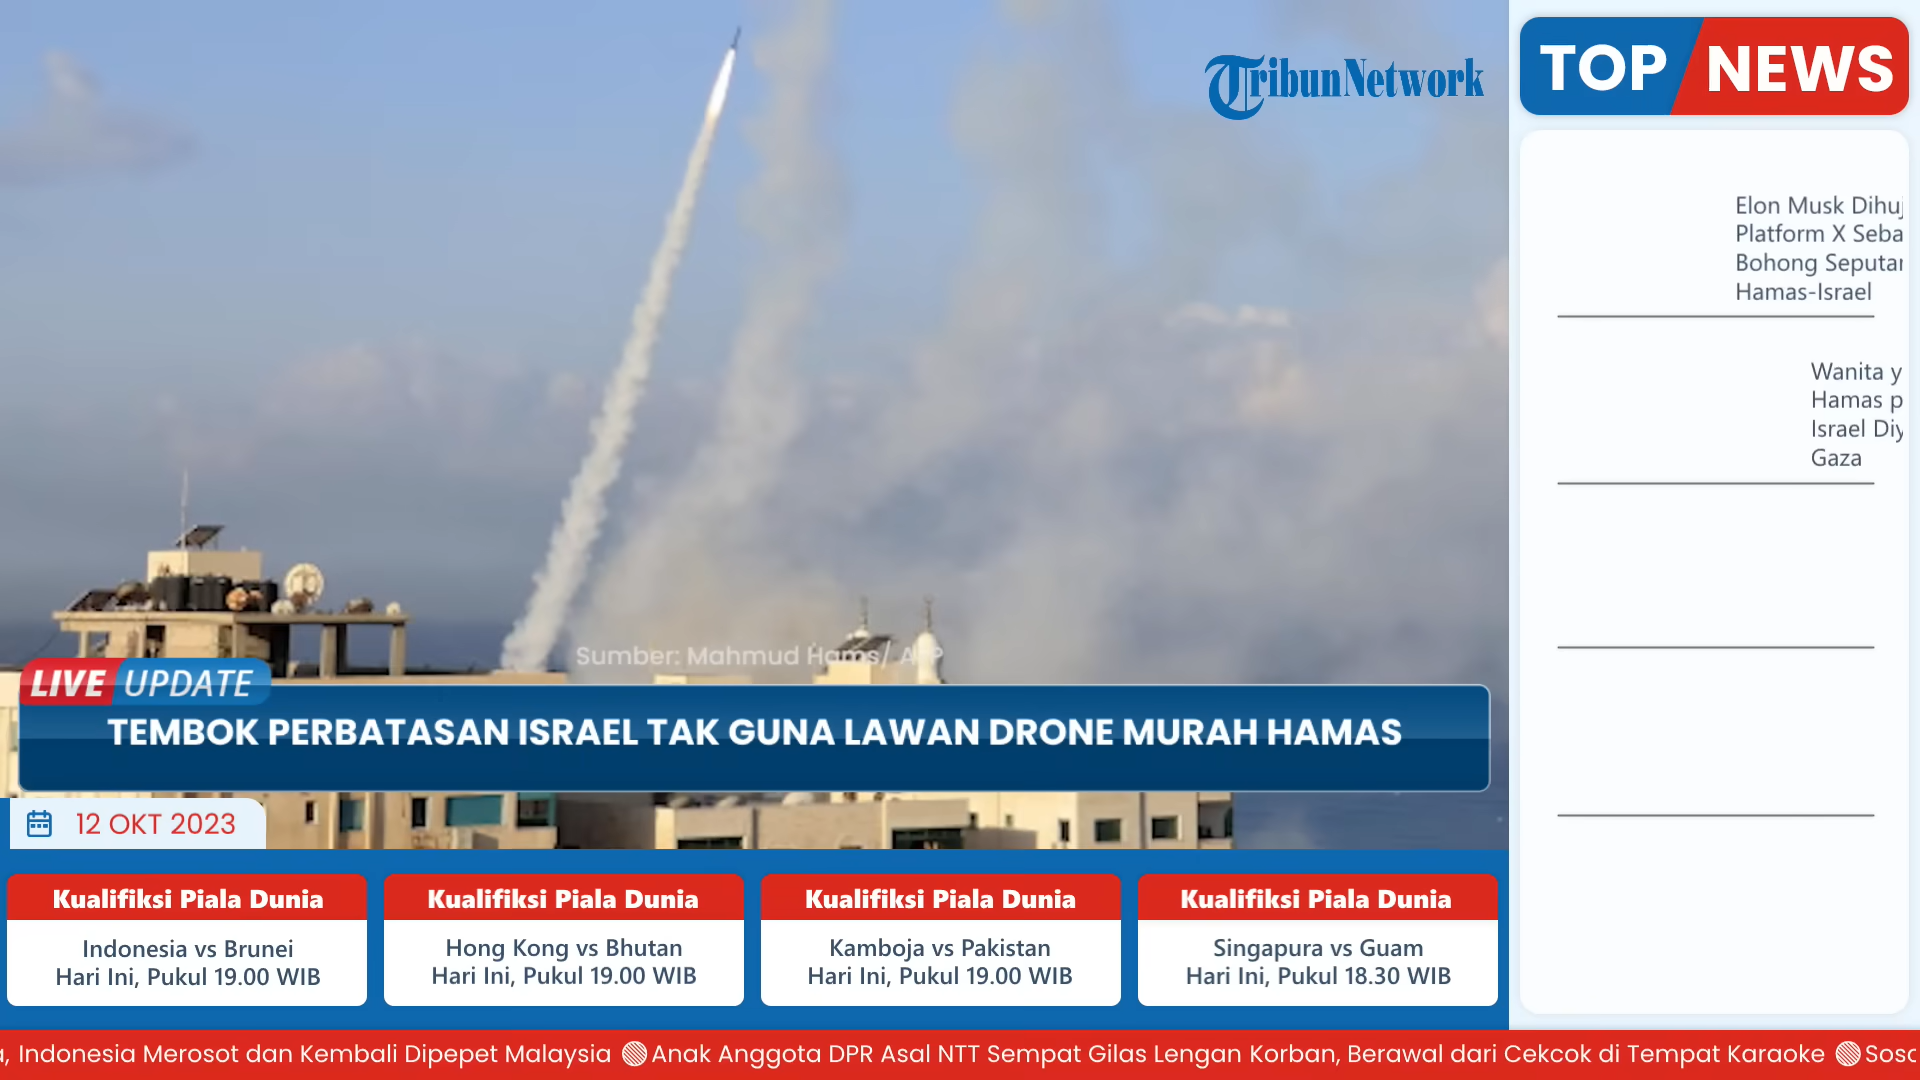 TribunNetwork
TOP NEWS
Elon Musk Dihuj
Platform X Seba
Bohong Seputar
Hamas-Israel
Wanita y
Hamas p
Israel Diy
Gaza
Sumber: Mahmud Hams/ AFP
LIVE UPDATE
TEMBOK PERBATASAN ISRAEL TAK GUNA LAWAN DRONE MURAH HAMAS
12 OKT 2023
Kualifiksi Piala Dunia
Indonesia vs Brunei
Hari Ini, Pukul 19.00 WIB
Kualifiksi Piala Dunia
Hong Kong vs Bhutan
Hari Ini, Pukul 19.00 WIB
Kualifiksi Piala Dunia
Kamboja vs Pakistan
Hari Ini, Pukul 19.00 WIB
Kualifiksi Piala Dunia
Singapura vs Guam
Hari Ini, Pukul 18.30 WIB
, Indonesia Merosot dan Kembali Dipepet Malaysia Anak Anggota DPR Asal NTT Sempat Gilas Lengan Korban, Berawal dari Cekcok di Tempat Karaoke